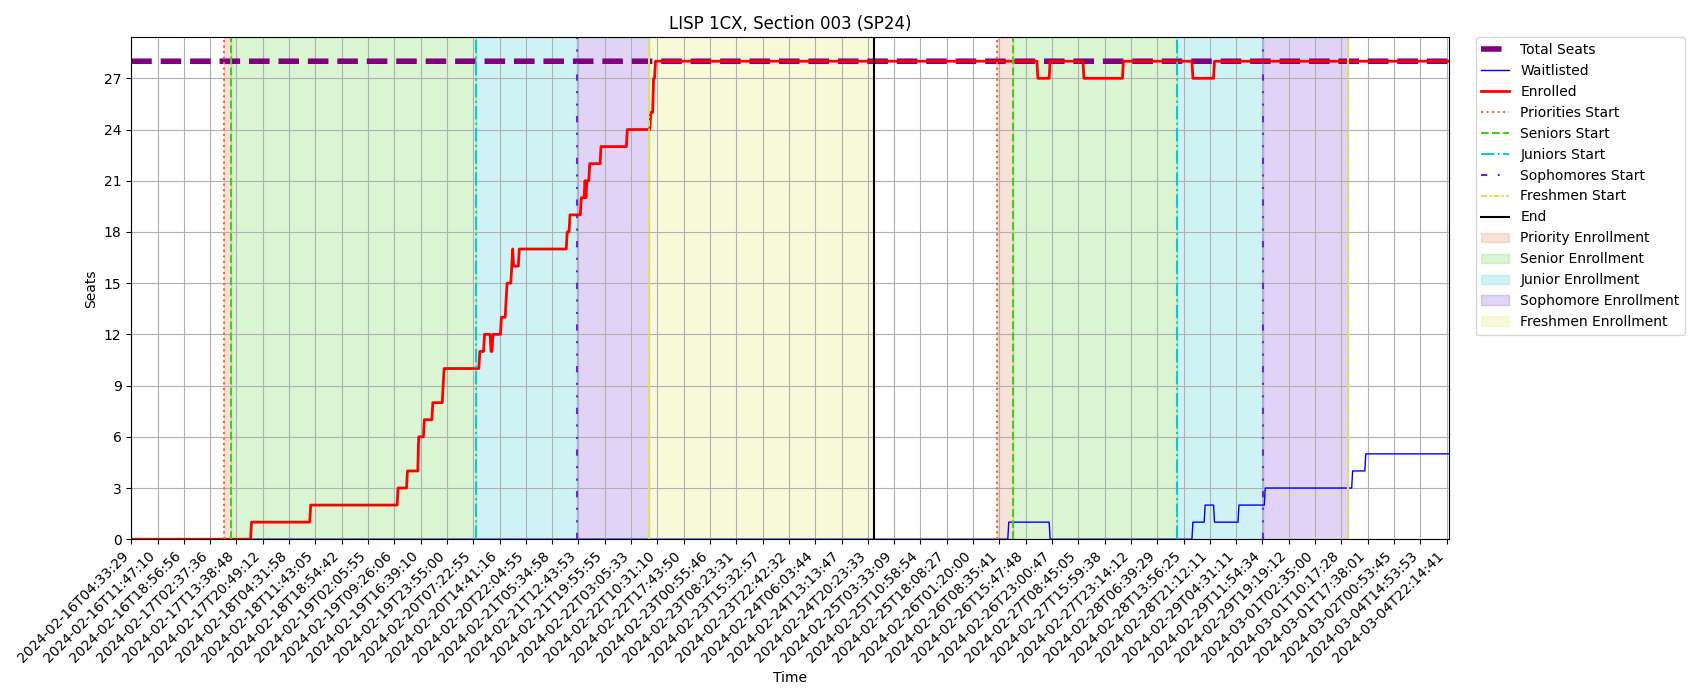 LISP 1CX, Section 003 (SP24)
Total Seats
Waitlisted
Enrolled
Priorities Start
Seniors Start
Juniors Start
Sophomores Start
Freshmen Start
End
Priority Enrollment
Senior Enrollment
Junior Enrollment
Sophomore Enrollment
Freshmen Enrollment
Seats
27
24
21
18
15
12
9
6
3
0
2024-02-16T04:33:29
2024-02-16T11:47:10
2024-02-16T18:56:56
2024-02-17T02:37:36
2024-02-17T13:38:48
2024-02-17T20:49:12
2024-02-18T04:31:58
2024-02-18T11:43:05
2024-02-18T18:54:42
2024-02-19T02:05:55
2024-02-19T09:26:06
2024-02-19T16:39:10
2024-02-19T23:55:00
2024-02-20T07:22:55
2024-02-20T14:41:16
2024-02-20T22:04:55
2024-02-21T05:34:58
2024-02-21T12:43:53
2024-02-21T19:55:55
2024-02-22T03:05:33
2024-02-22T10:31:10
2024-02-22T17:43:50
2024-02-23T00:55:46
2024-02-23T08:23:31
2024-02-23T15:32:57
2024-02-23T22:42:32
2024-02-24T06:03:44
2024-02-24T13:13:47
2024-02-24T20:23:33
2024-02-25T03:33:09
2024-02-25T10:58:54
2024-02-25T18:08:27
2024-02-26T01:20:00
2024-02-26T08:35:41
2024-02-26T15:47:48
2024-02-26T23:00:47
2024-02-27T08:45:05
2024-02-27T15:59:38
2024-02-27T23:14:12
2024-02-28T06:39:29
2024-02-28T13:56:25
2024-02-28T21:12:11
2024-02-29T04:31:11
2024-02-29T11:54:34
2024-02-29T19:19:12
2024-03-01T02:35:00
2024-03-01T10:17:28
2024-03-01T17:38:01
2024-03-02T00:53:45
2024-03-04T14:53:53
2024-03-04T22:14:41
Time